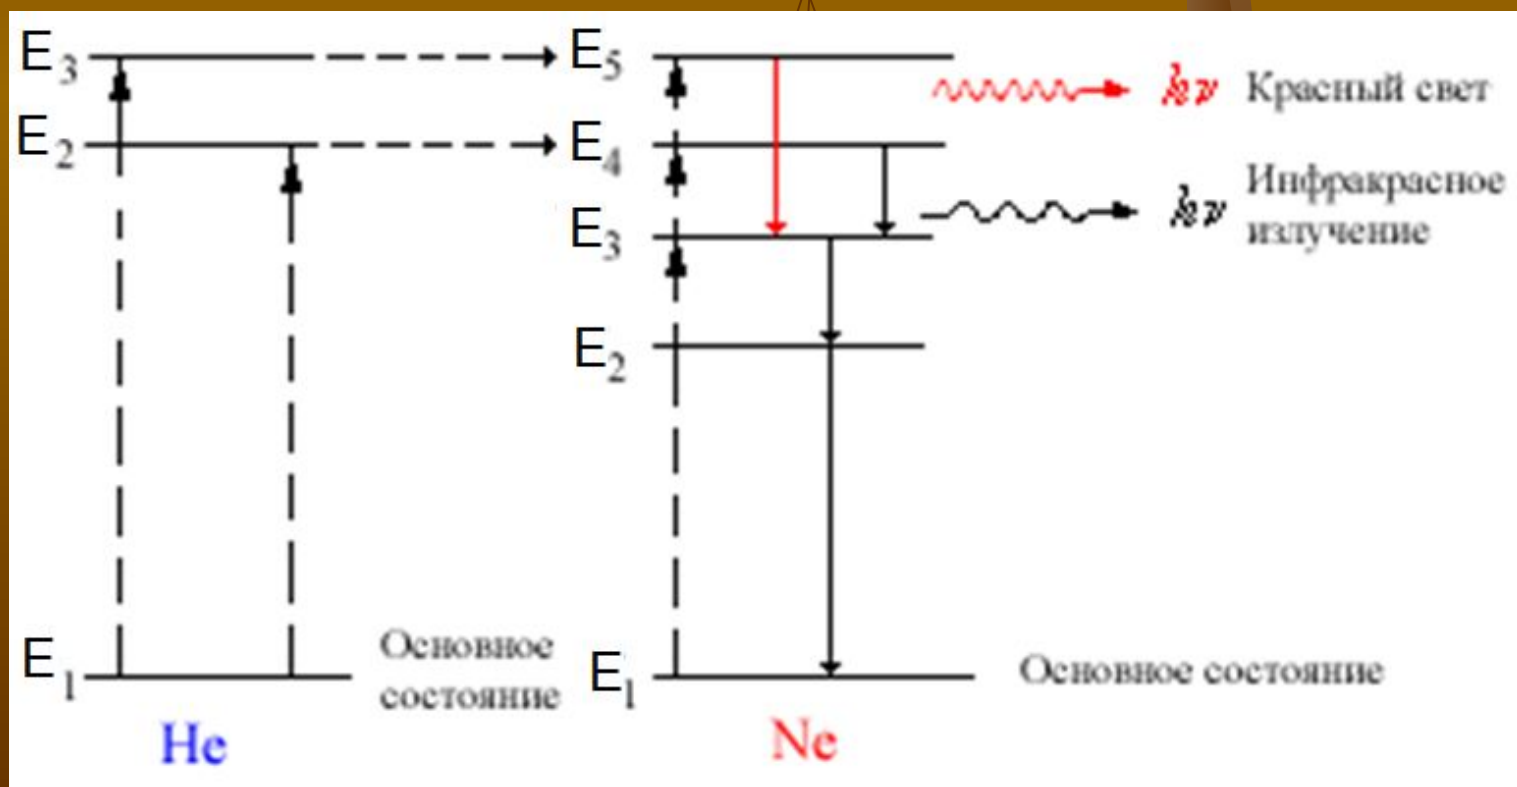 E3
E5
hν Красный свет
E2
E4
hν Инфракрасное
излучение
E3
E2
E1
Основное
состояние
E1
Основное состояние
He
Ne